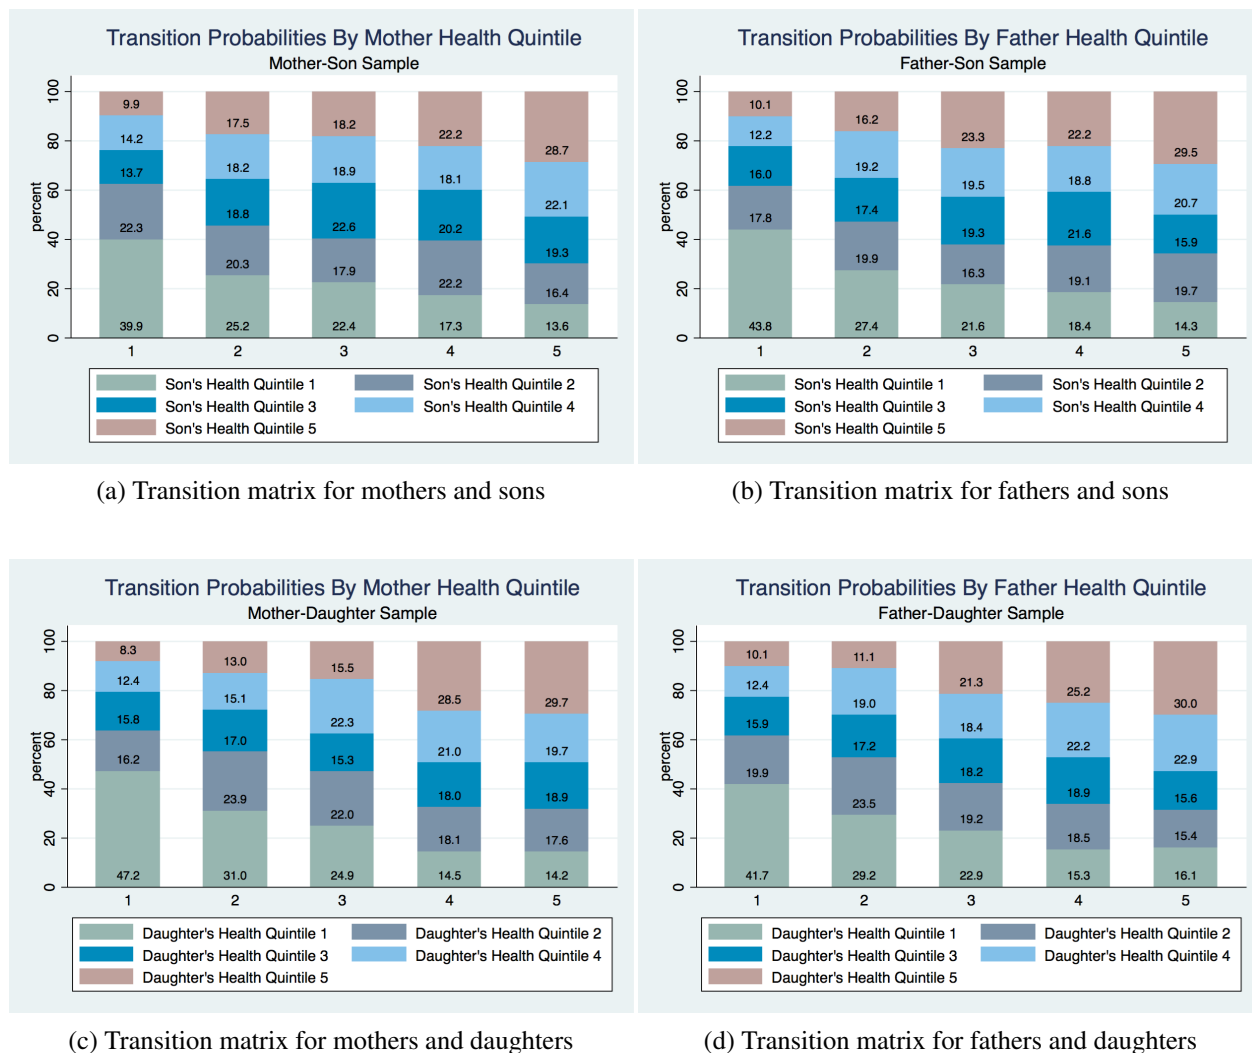 Transition Probabilities By Mother Health Quintile
Mother-Son Sample
percent
0 20 40 60 80 100
9.9 17.5 18.2 22.2 28.7
14.2 18.2 18.9 18.1 22.1
13.7 18.8 22.6 20.2 19.3
22.3 20.3 17.9 22.2 16.4
39.9 25.2 22.4 17.3 13.6
1 2 3 4 5
Son's Health Quintile 1 Son's Health Quintile 2
Son's Health Quintile 3 Son's Health Quintile 4
Son's Health Quintile 5
(a) Transition matrix for mothers and sons
Transition Probabilities By Father Health Quintile
Father-Son Sample
percent
0 20 40 60 80 100
10.1 16.2 23.3 22.2 29.5
12.2 19.2 19.5 18.8 20.7
16.0 17.4 19.3 21.6 15.9
17.8 19.9 16.3 19.1 19.7
43.8 27.4 21.6 18.4 14.3
1 2 3 4 5
Son's Health Quintile 1 Son's Health Quintile 2
Son's Health Quintile 3 Son's Health Quintile 4
Son's Health Quintile 5
(b) Transition matrix for fathers and sons
Transition Probabilities By Mother Health Quintile
Mother-Daughter Sample
percent
0 20 40 60 80 100
8.3 13.0 15.5 28.5 29.7
12.4 15.1 22.3 21.0 19.7
15.8 17.0 15.3 18.0 18.9
16.2 23.9 22.0 18.1 17.6
47.2 31.0 24.9 14.5 14.2
1 2 3 4 5
Daughter's Health Quintile 1 Daughter's Health Quintile 2
Daughter's Health Quintile 3 Daughter's Health Quintile 4
Daughter's Health Quintile 5
(c) Transition matrix for mothers and daughters
Transition Probabilities By Father Health Quintile
Father-Daughter Sample
percent
0 20 40 60 80 100
10.1 11.1 21.3 25.2 30.0
12.4 19.0 18.4 22.2 22.9
15.9 17.2 18.2 18.9 15.6
19.9 23.5 19.2 18.5 15.4
41.7 29.2 22.9 15.3 16.1
1 2 3 4 5
Daughter's Health Quintile 1 Daughter's Health Quintile 2
Daughter's Health Quintile 3 Daughter's Health Quintile 4
Daughter's Health Quintile 5
(d) Transition matrix for fathers and daughters